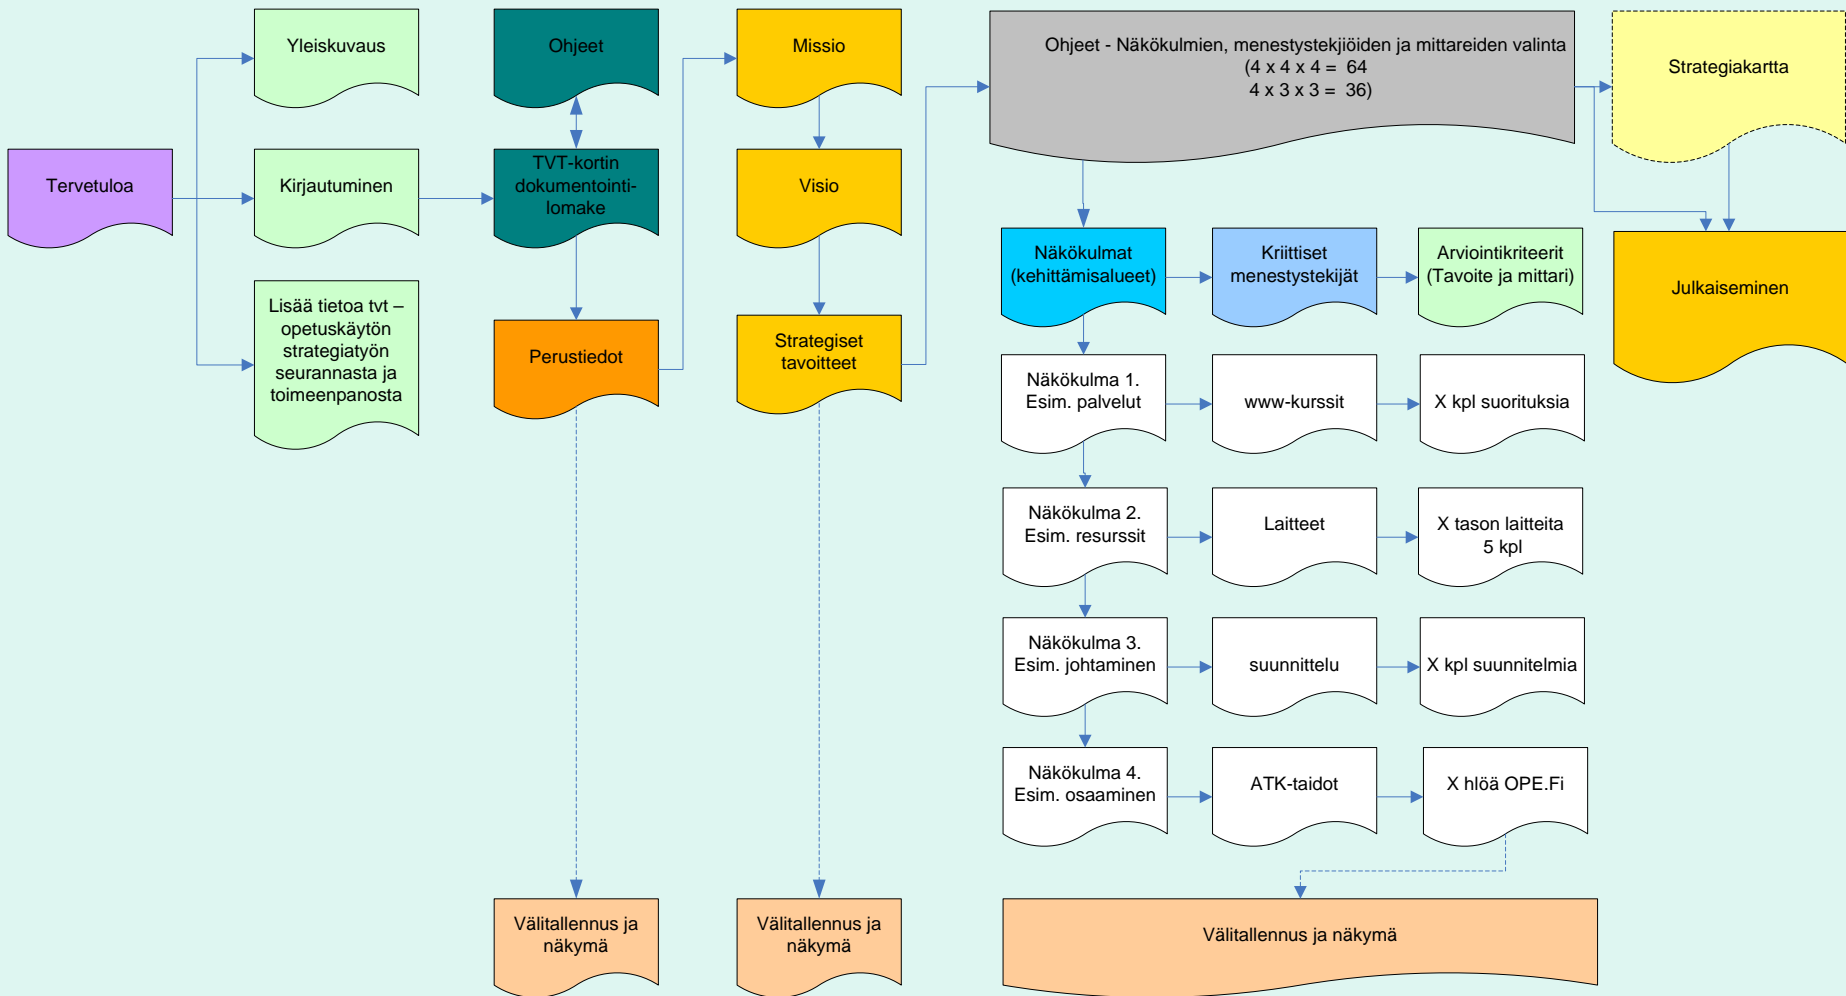 Tervetuloa
Yleiskuvaus
Kirjautuminen
Lisää tietoa tvt –
opetuskäytön
strategiatyön
seurannasta ja
toimeenpanosta
Ohjeet
TVT-kortin
dokumentointi-
lomake
Perustiedot
Välitallennus ja
näkymä
Missio
Visio
Strategiset
tavoitteet
Välitallennus ja
näkymä
Ohjeet - Näkökulmien, menestystekjiöiden ja mittareiden valinta
(4 x 4 x 4 = 64
4 x 3 x 3 = 36)
Näkökulmat
(kehittämisalueet)
Kriittiset
menestystekijät
Arviointikriteerit
(Tavoite ja mittari)
Näkökulma 1.
Esim. palvelut
www-kurssit
X kpl suorituksia
Näkökulma 2.
Esim. resurssit
Laitteet
X tason laitteita
5 kpl
Näkökulma 3.
Esim. johtaminen
suunnittelu
X kpl suunnitelmia
Näkökulma 4.
Esim. osaaminen
ATK-taidot
X hlöä OPE.Fi
Välitallennus ja näkymä
Strategiakartta
Julkaiseminen